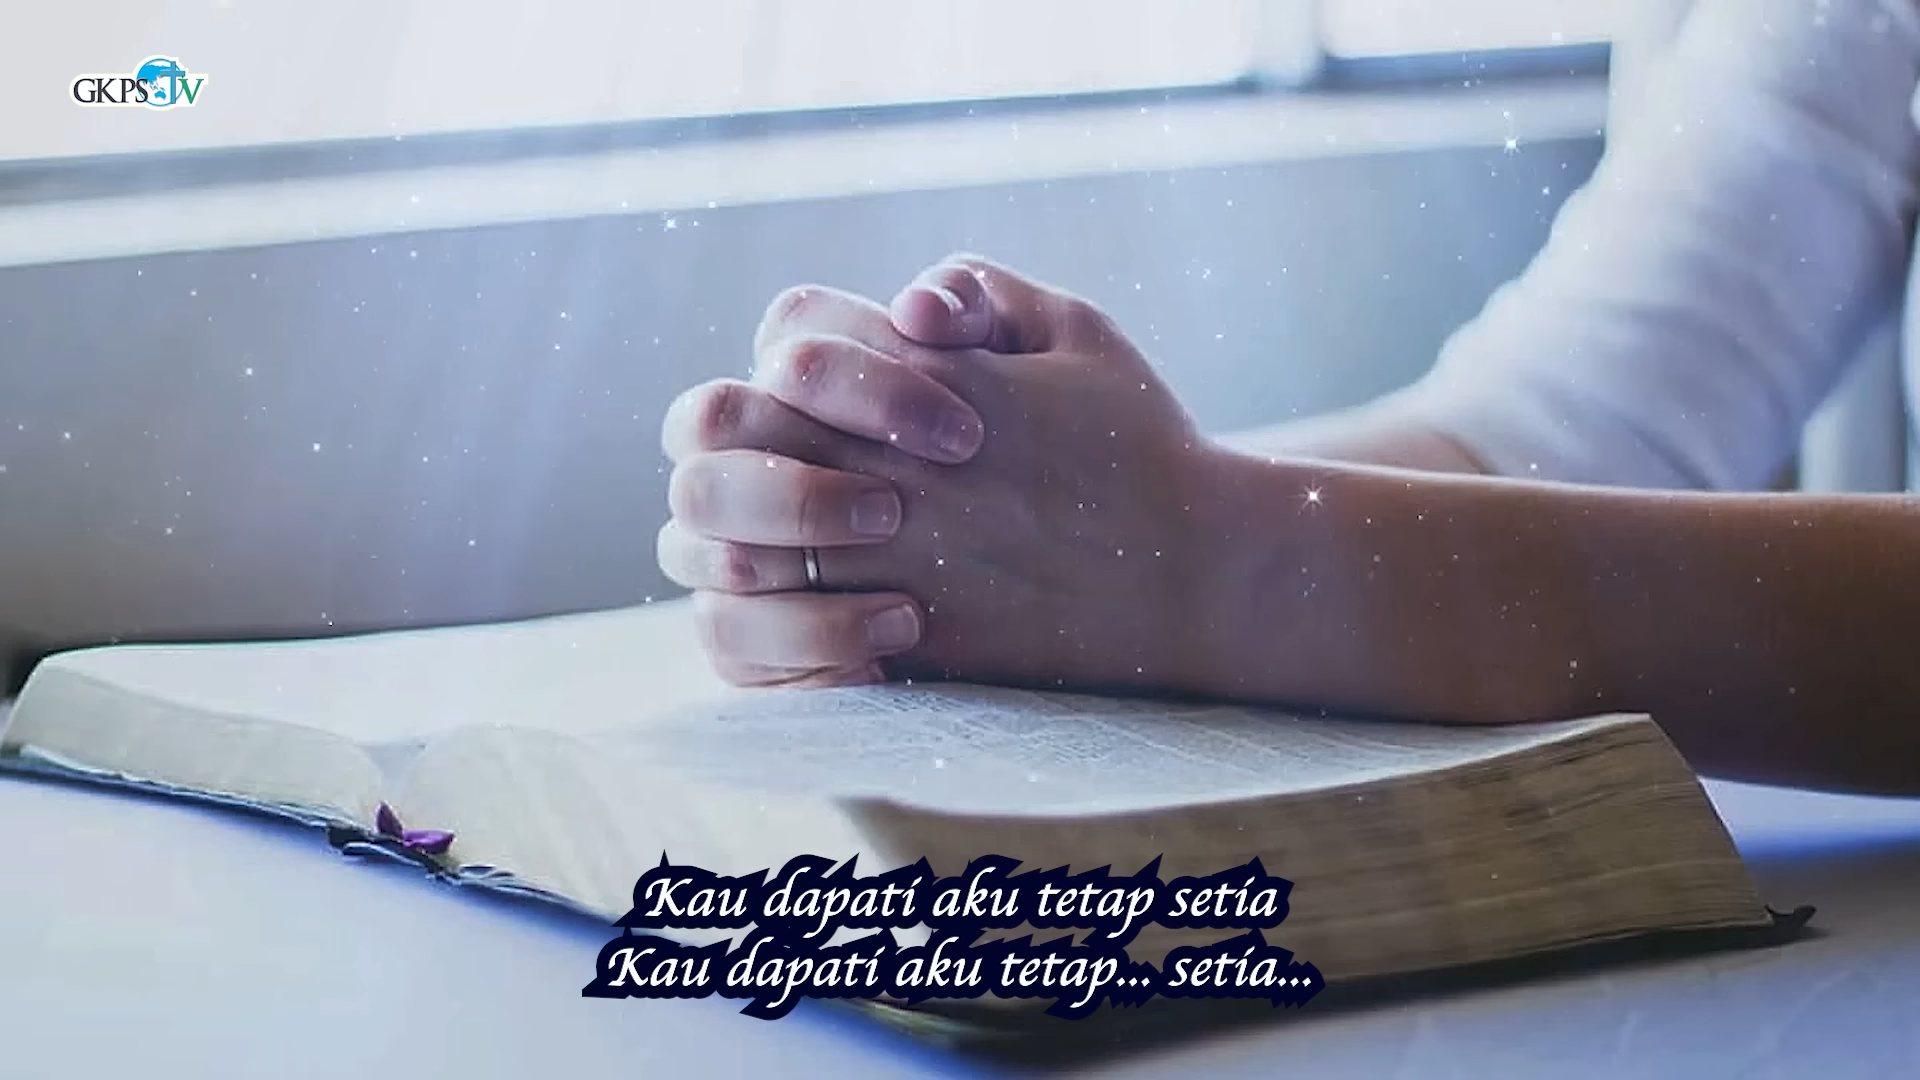 GKPS TV
Kau dapati aku tetap setia
Kau dapati aku tetap... setia...